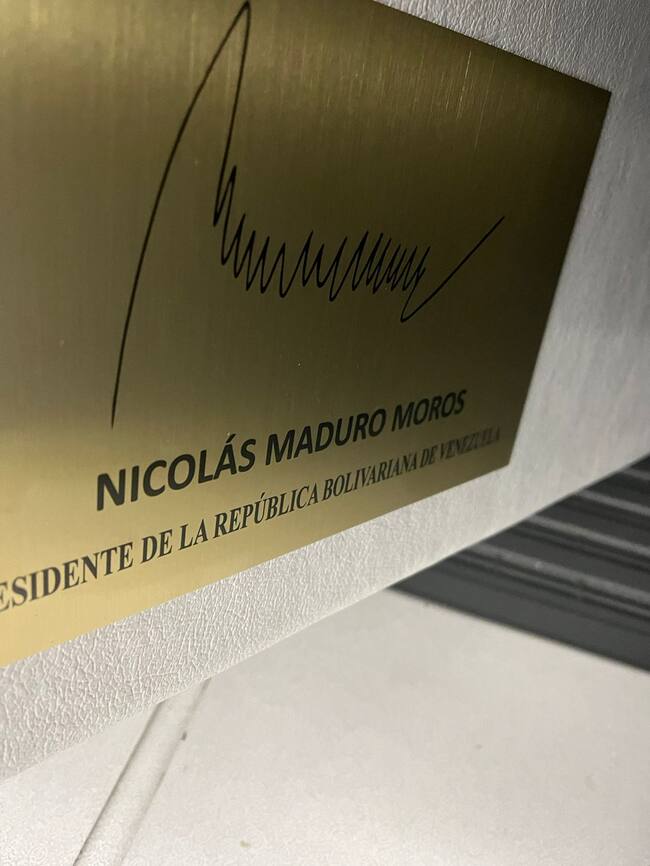 NICOLÁS MADURO MOROS
ESIDENTE DE LA REPÚBLICA BOLIVARIANA DE VENEZUELA